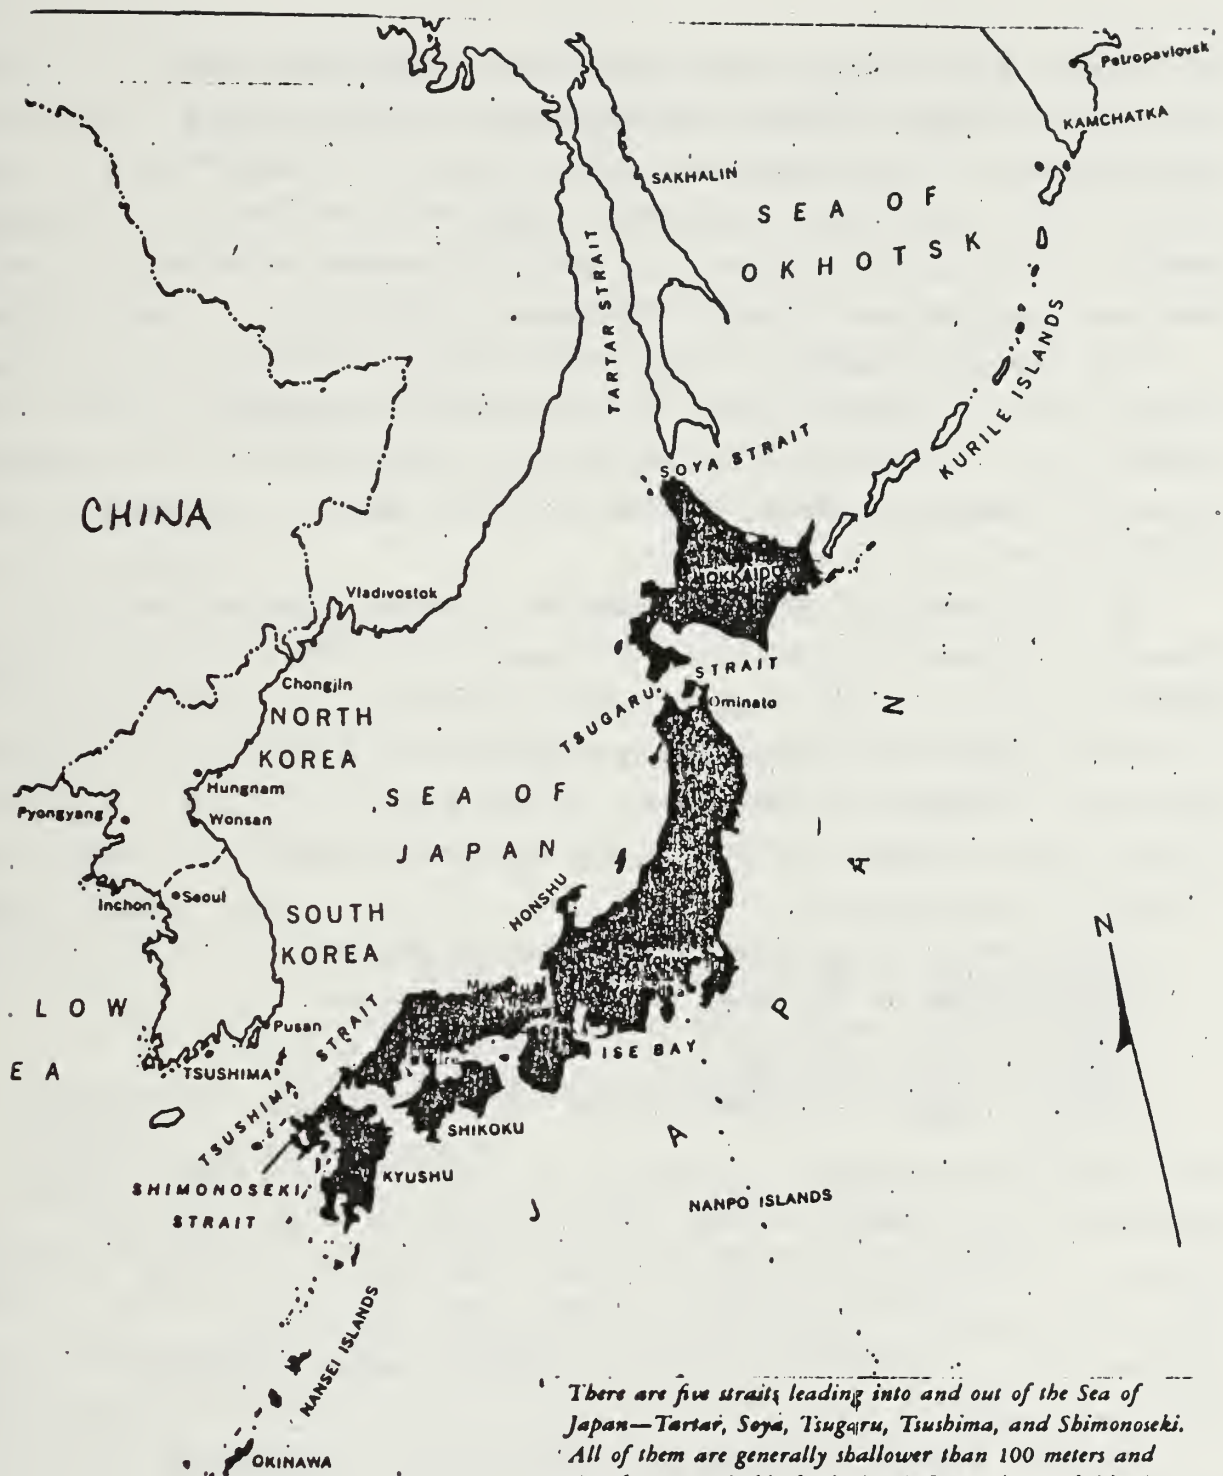 Petropavlovsk
KAMCHATKA
SAKHALIN
SEA OF
OKHOTSK
TARTAR STRAIT
KURILE ISLANDS
SOYA STRAIT
CHINA
HOKKAIDO
Vladivostok
STRAIT
TSUGARU
Ominato
Chongjin
NORTH
KOREA
Hungnam
Wonsan
Pyongyang
SEA OF
JAPAN
HONSHU
Inchon
Seoul
SOUTH
KOREA
N
Tokyo
LOW
EA
Pusan
TSUSHIMA
TSUSHIMA STRAIT
ISE BAY
SHIKOKU
KYUSHU
SHIMONOSEKI
STRAIT
JAPAN
NANPO ISLANDS
NANSEI ISLANDS
OKINAWA
There are five straits leading into and out of the Sea of
Japan—Tartar, Soya, Tsugaru, Tsushima, and Shimonoseki.
All of them are generally shallower than 100 meters and